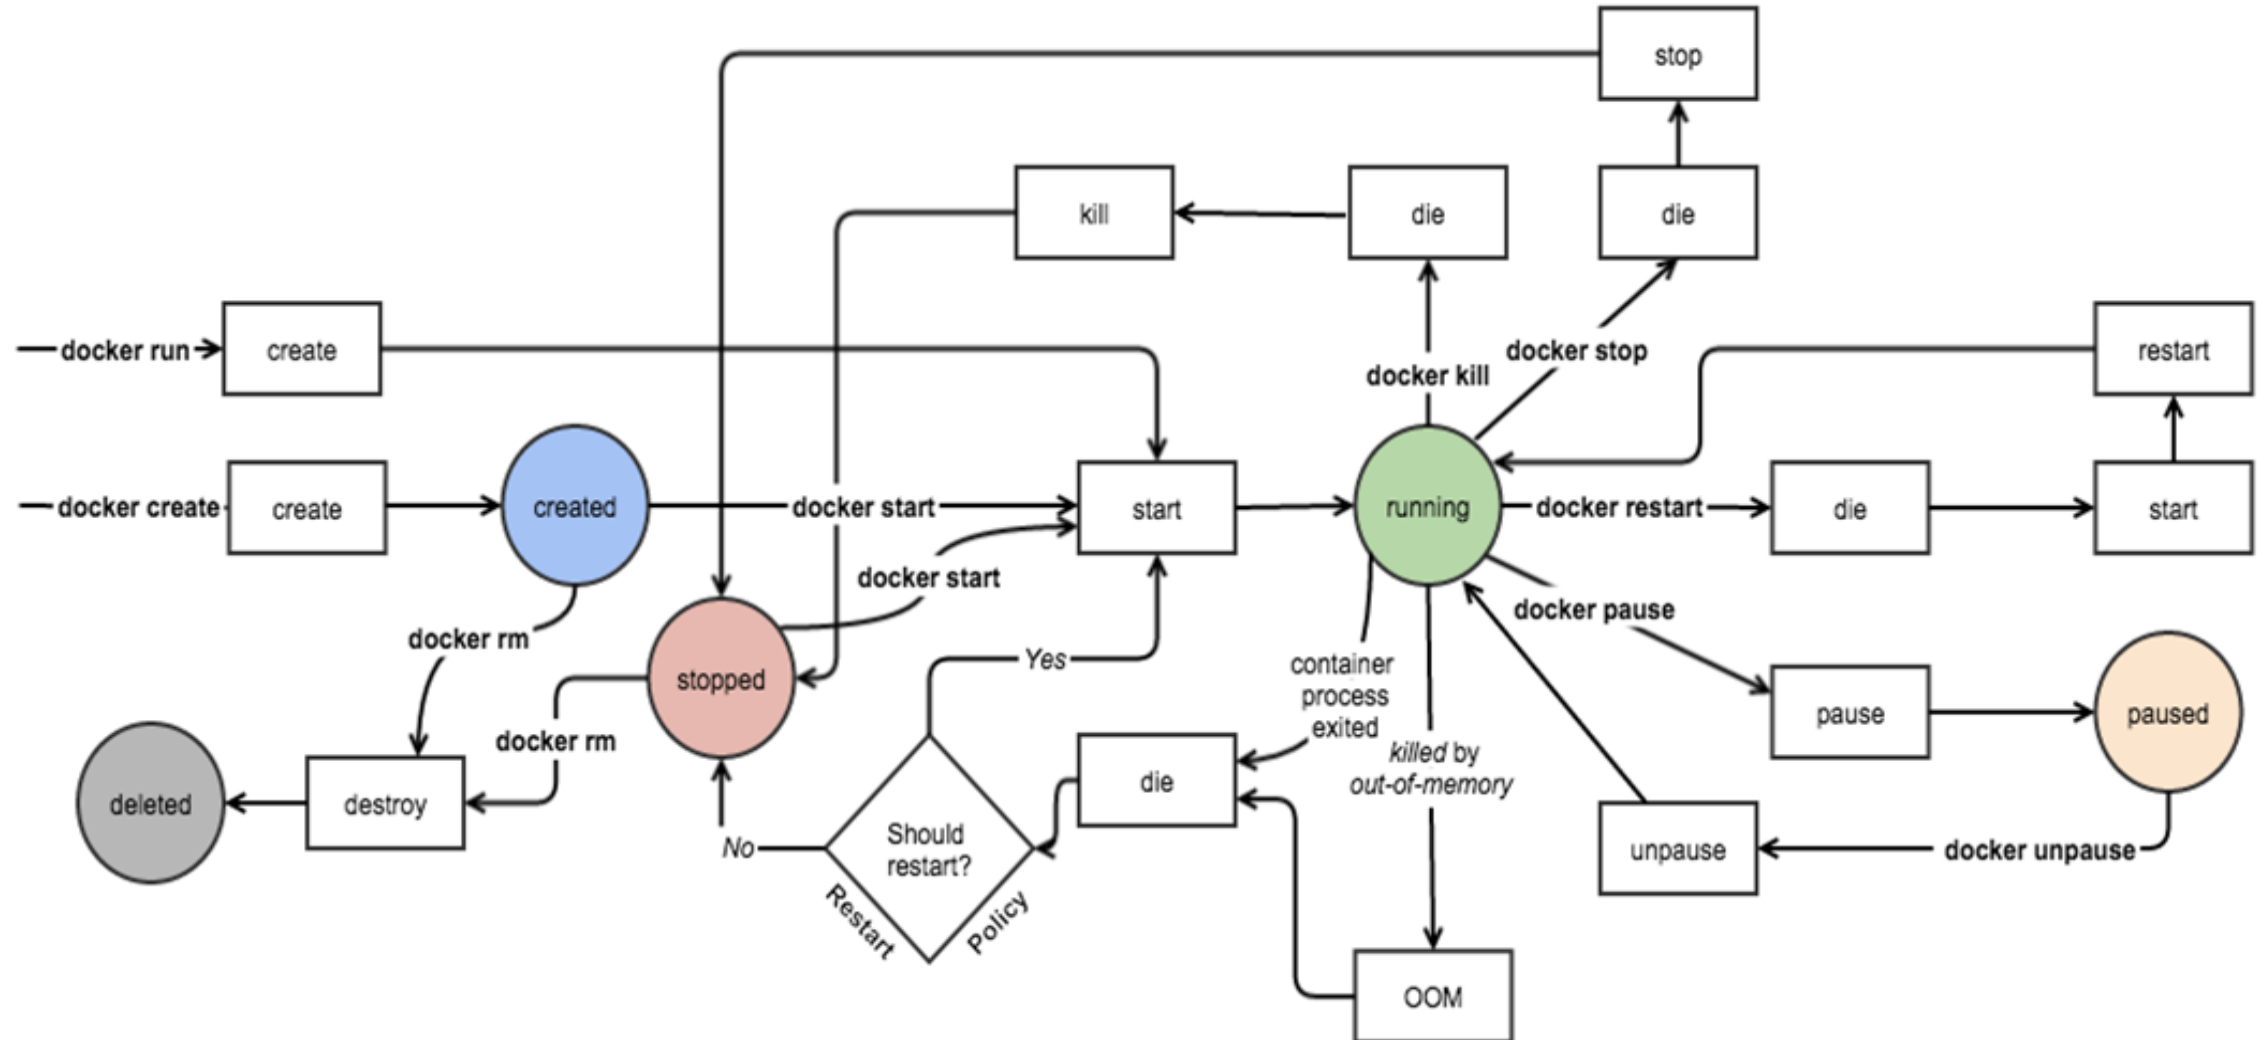 stop
kill
die
die
docker run
create
docker kill
docker stop
restart
docker create
create
created
docker start
start
running
docker restart
die
start
docker start
docker rm
stopped
Yes
container
process
exited
docker pause
pause
paused
docker rm
deleted
destroy
No
Should
restart?
Restart
Policy
die
killed by
out-of-memory
unpause
docker unpause
OOM